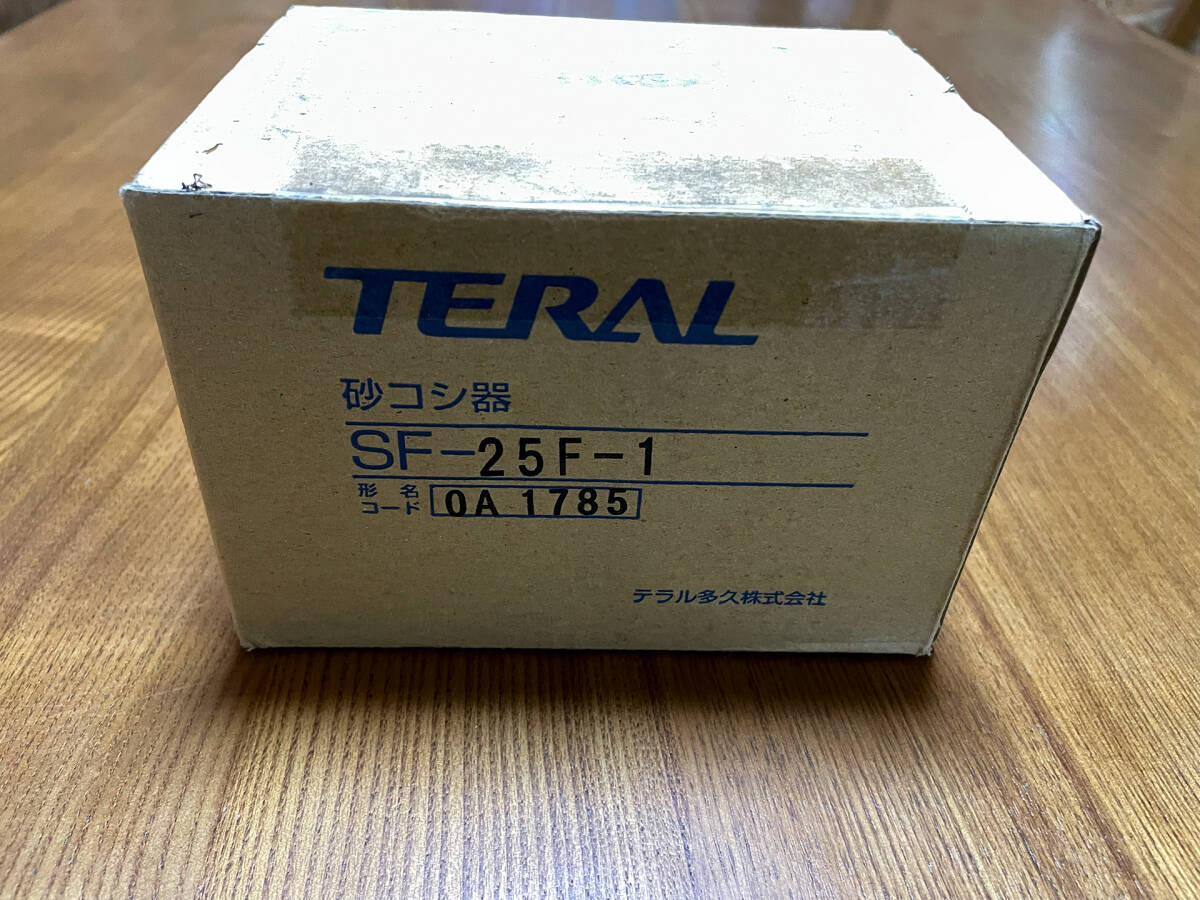 TERAL
砂コシ器
SF-25F-1
形名
コード 0A 1785
テラル多久株式会社